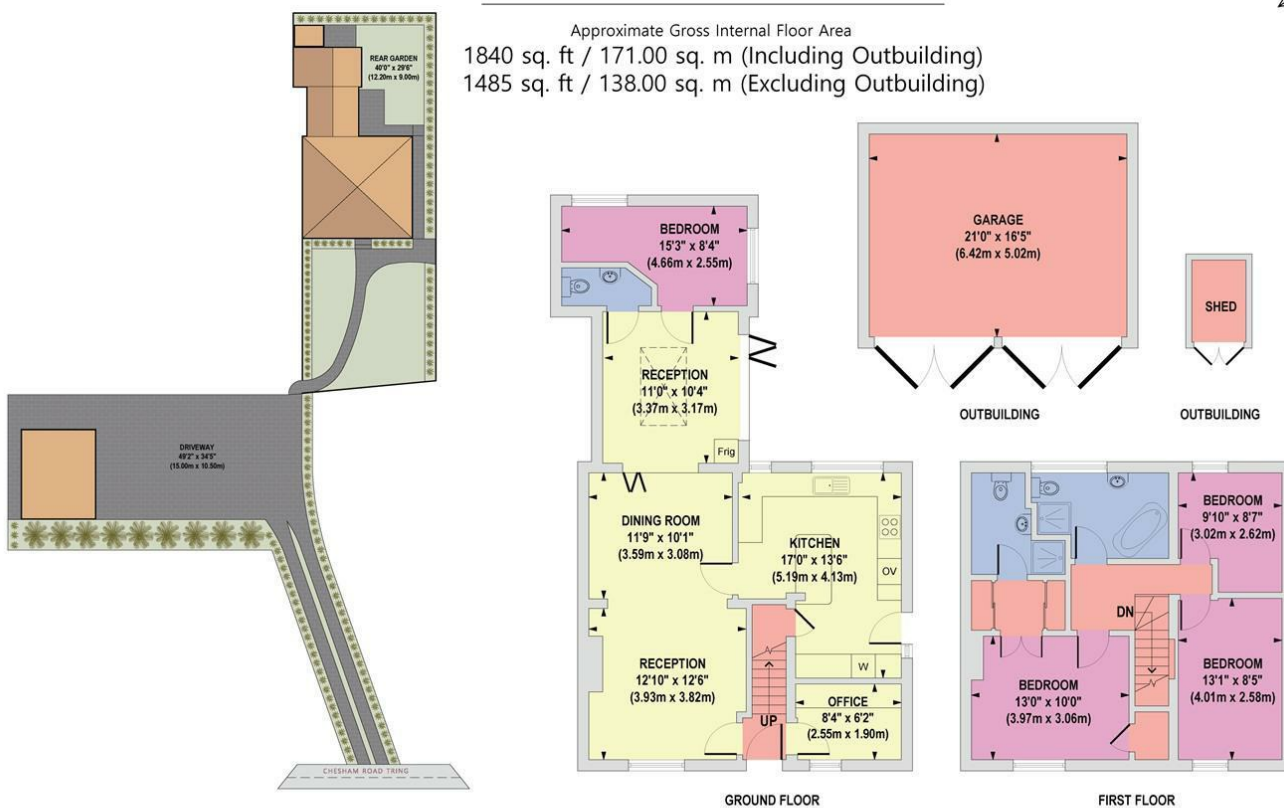 Approximate Gross Internal Floor Area
1840 sq. ft / 171.00 sq. m (Including Outbuilding)
1485 sq. ft / 138.00 sq. m (Excluding Outbuilding)
REAR GARDEN
40'0" x 29'6"
(12.20m x 9.00m)
DRIVEWAY
49'2" x 34'5"
(15.00m x 10.50m)
CHESHAM ROAD TRING
BEDROOM
15'3" x 8'4"
(4.66m x 2.55m)
RECEPTION
11'0" x 10'4"
(3.37m x 3.17m)
Frig
DINING ROOM
11'9" x 10'1"
(3.59m x 3.08m)
KITCHEN
17'0" x 13'6"
(5.19m x 4.13m)
OV
W
RECEPTION
12'10" x 12'6"
(3.93m x 3.82m)
UP
OFFICE
8'4" x 6'2"
(2.55m x 1.90m)
GROUND FLOOR
GARAGE
21'0" x 16'5"
(6.42m x 5.02m)
OUTBUILDING
SHED
OUTBUILDING
BEDROOM
9'10" x 8'7"
(3.02m x 2.62m)
DN
BEDROOM
13'1" x 8'5"
(4.01m x 2.58m)
BEDROOM
13'0" x 10'0"
(3.97m x 3.06m)
FIRST FLOOR